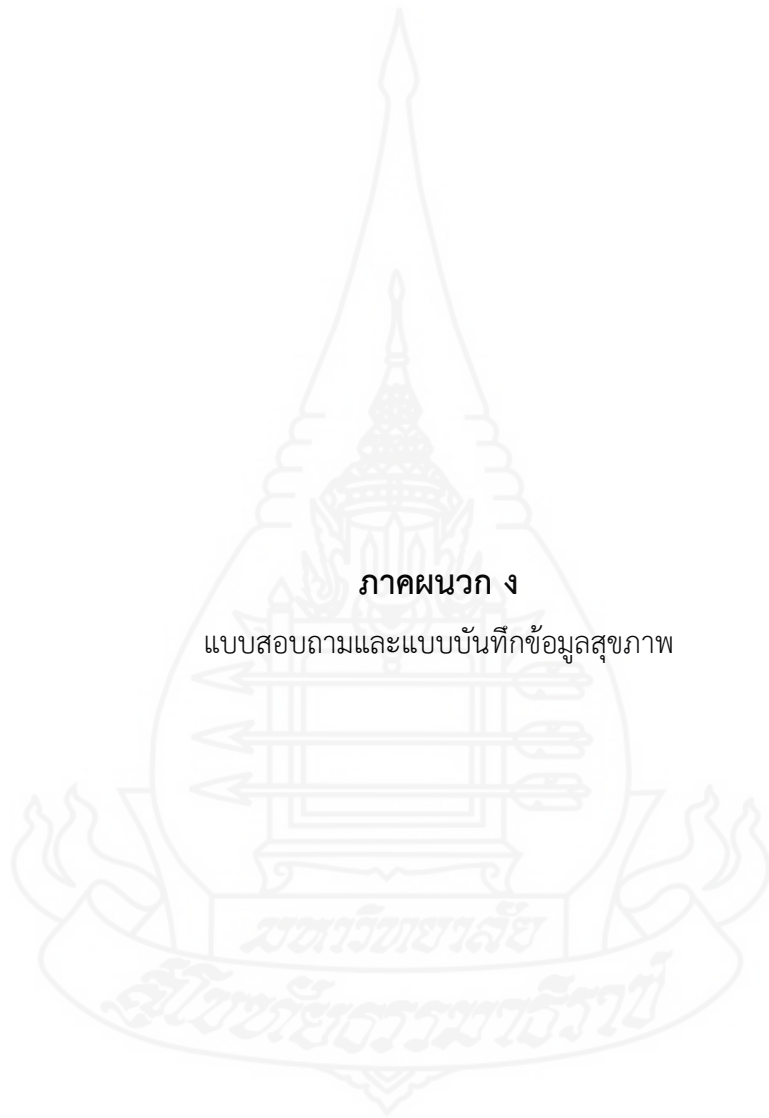 ภาคผนวก ง
แบบสอบถามและแบบบันทึกข้อมูลสุขภาพ
มหาวิทยาลัย
สุโขทัยธรรมาธิราช